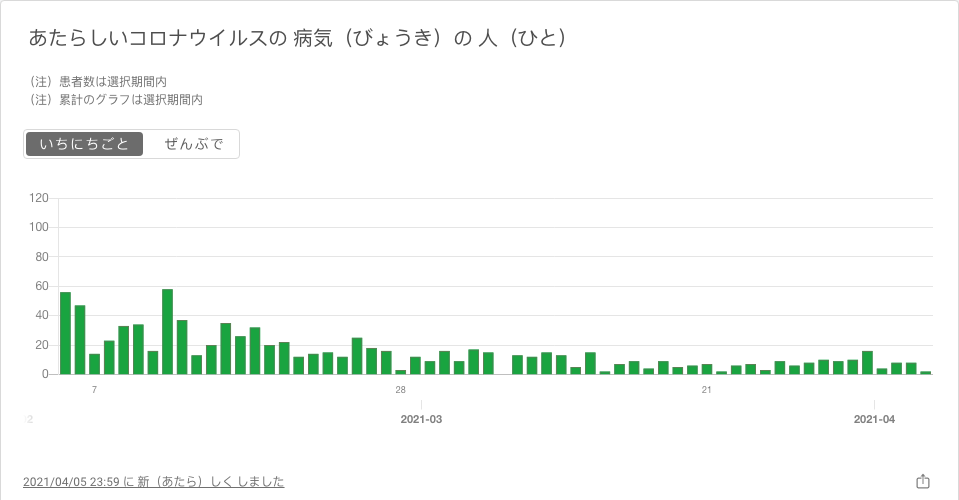 あたらしいコロナウイルスの 病気（びょうき）の 人（ひと）
（注）患者数は選択期間内
（注）累計のグラフは選択期間内
いちにちごと ぜんぶで
120
100
80
60
40
20
0
7 28 21
2 2021-03 2021-04
2021/04/05 23:59 に 新（あたら）しく しました